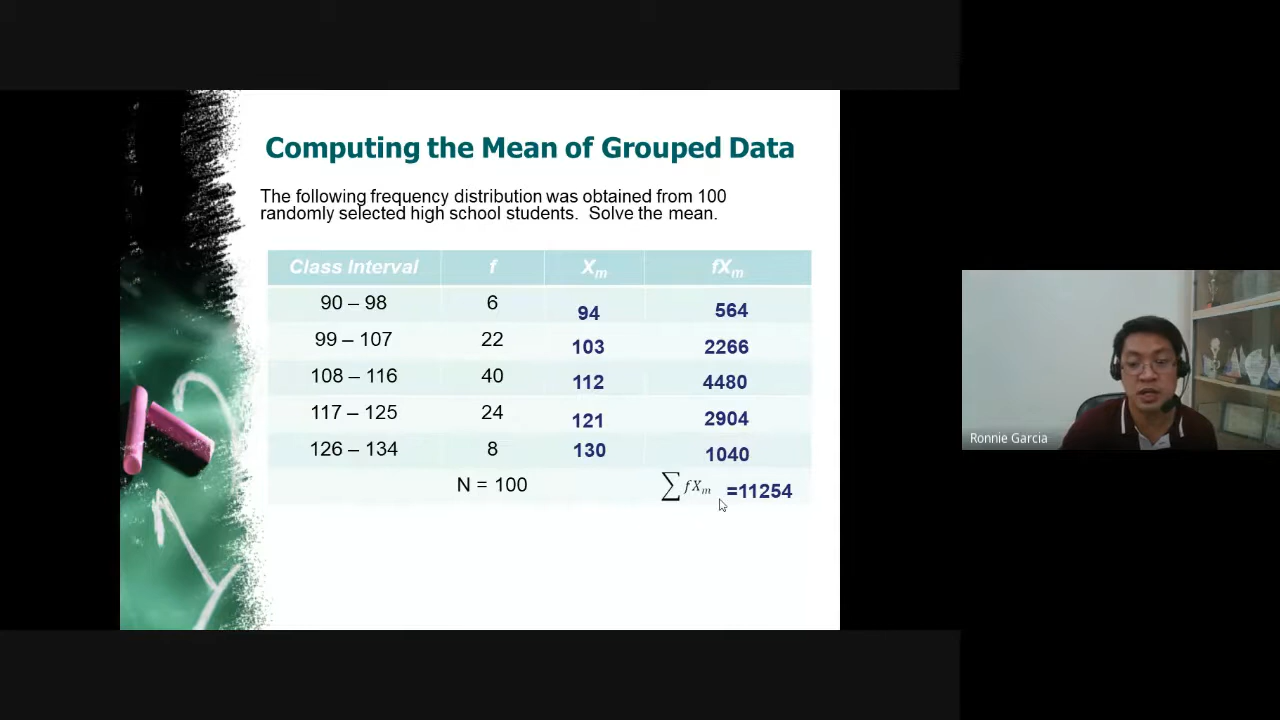 Computing the Mean of Grouped Data
The following frequency distribution was obtained from 100
randomly selected high school students. Solve the mean.
Class Interval f Xm fXm
90 – 98 6 94 564
99 – 107 22 103 2266
108 – 116 40 112 4480
117 – 125 24 121 2904
126 – 134 8 130 1040
N = 100 ∑ fXm =11254
Ronnie Garcia